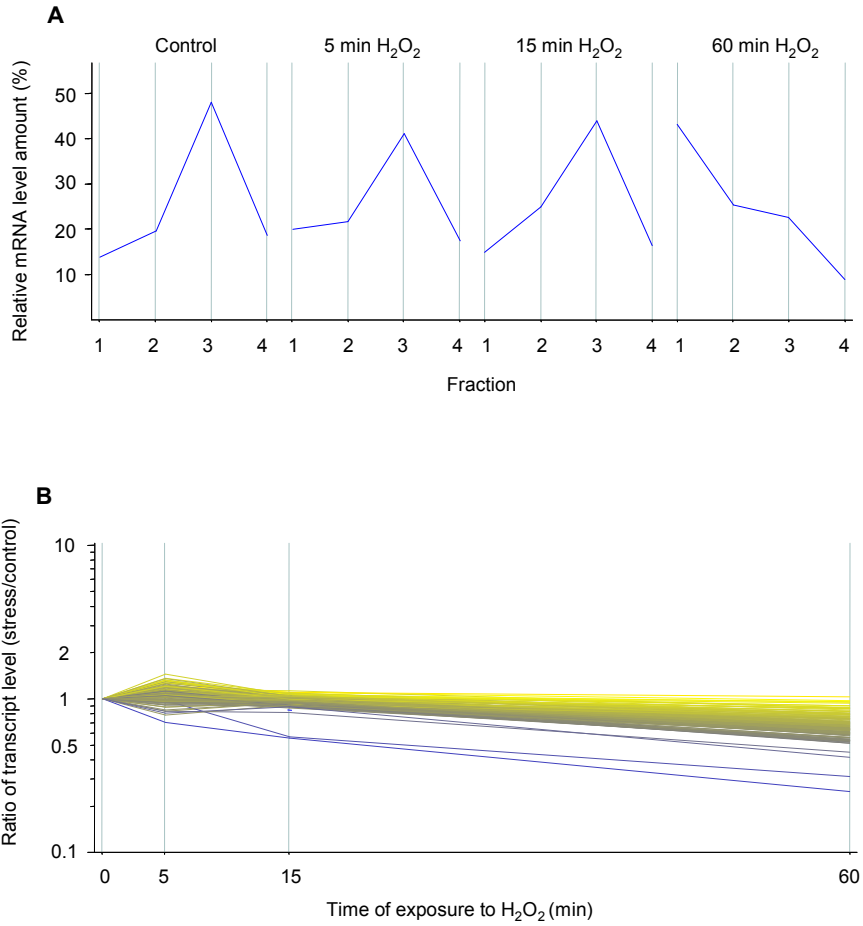 A
Control 5 min H₂O₂ 15 min H₂O₂ 60 min H₂O₂
Relative mRNA level amount (%)
50
40
30
20
10
1 2 3 4 1 2 3 4 1 2 3 4 1 2 3 4
Fraction
B
Ratio of transcript level (stress/control)
10
2
1
0.5
0.1
0 5 15 60
Time of exposure to H₂O₂ (min)